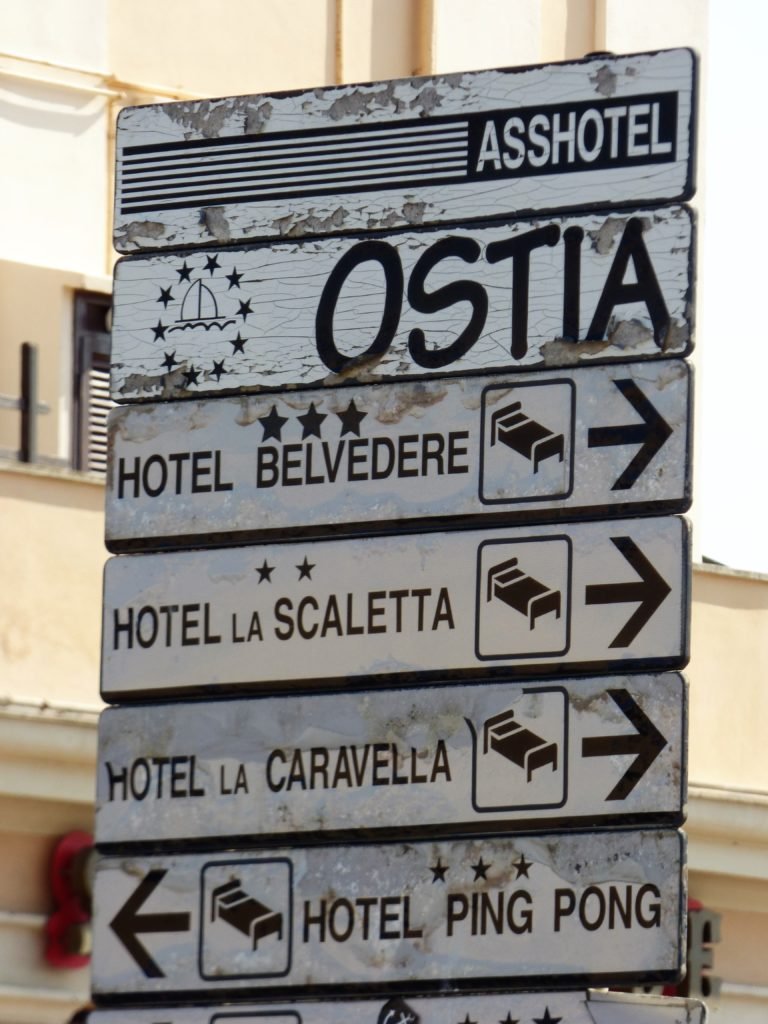 ASSHOTEL
OSTIA
HOTEL BELVEDERE
HOTEL LA SCALETTA
HOTEL LA CARAVELLA
HOTEL PING PONG